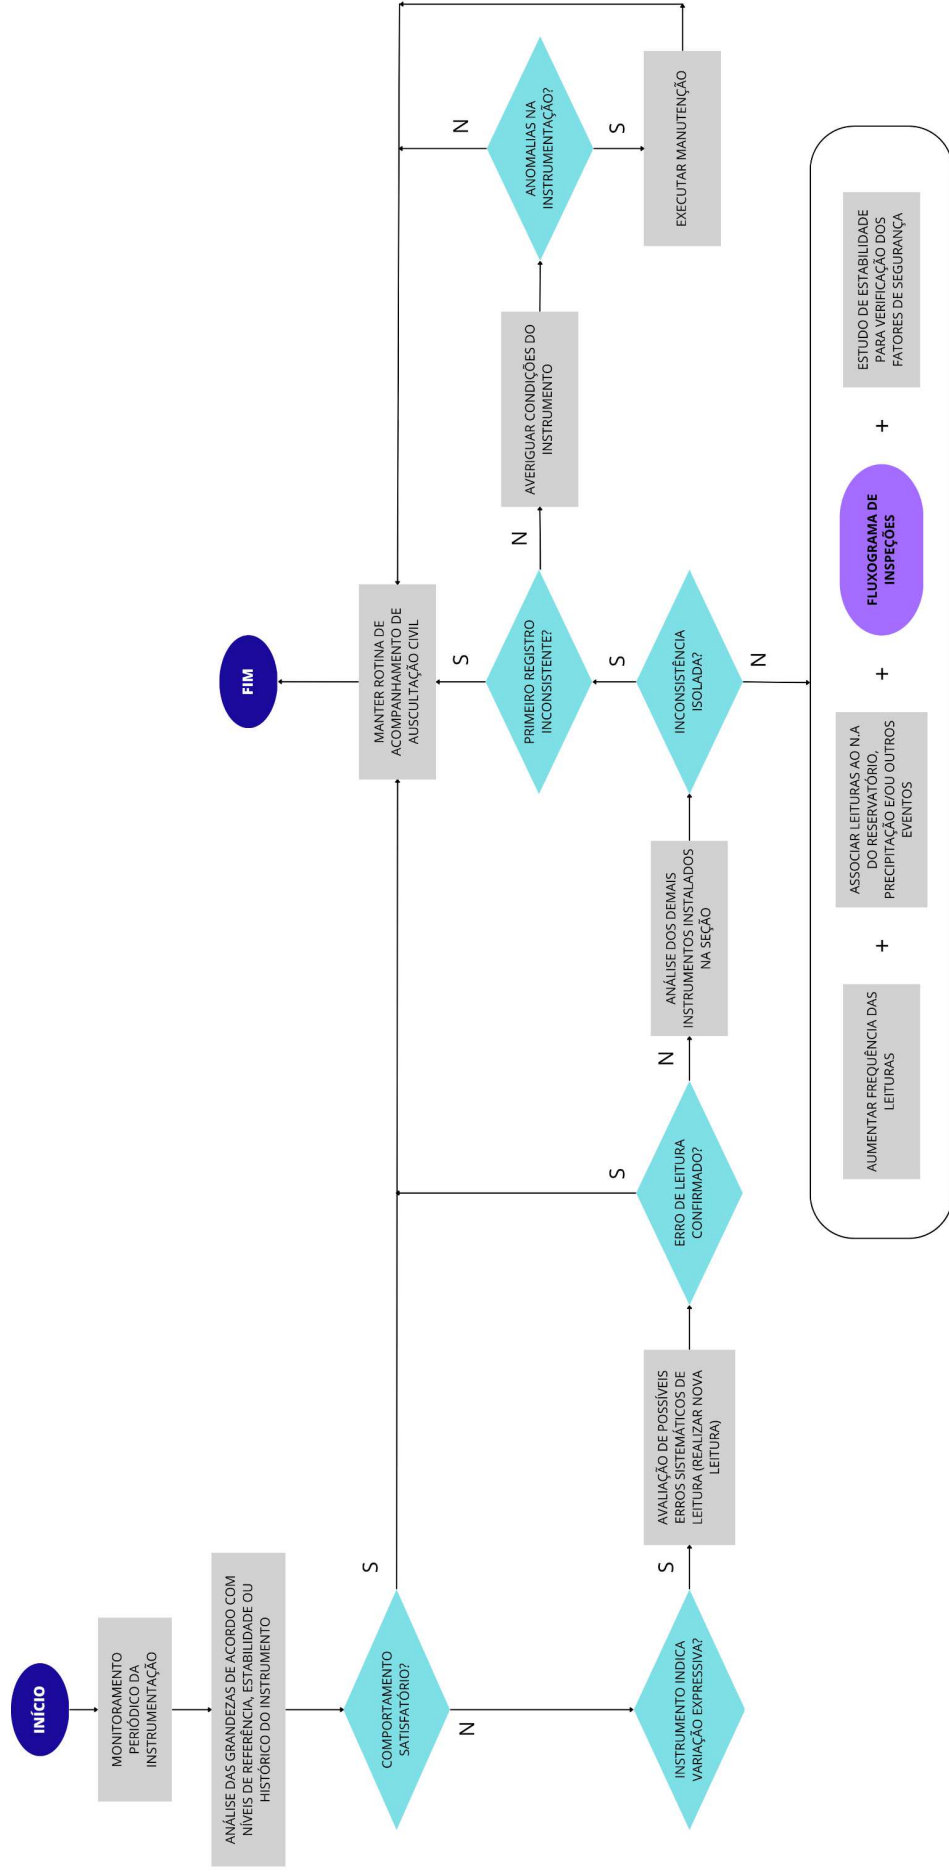 INÍCIO
MONITORAMENTO
PERIÓDICO DA
INSTRUMENTAÇÃO
ANÁLISE DAS GRANDEZAS DE ACORDO COM
NÍVEIS DE REFERÊNCIA, ESTABILIDADE OU
HISTÓRICO DO INSTRUMENTO
COMPORTAMENTO
SATISFATÓRIO?
S
N
INSTRUMENTO INDICA
VARIAÇÃO EXPRESSIVA?
S
AVALIAÇÃO DE POSSÍVEIS
ERROS SISTEMÁTICOS DE
LEITURA (REALIZAR NOVA
LEITURA)
ERRO DE LEITURA
CONFIRMADO?
S
N
ANÁLISE DOS DEMAIS
INSTRUMENTOS INSTALADOS
NA SEÇÃO
INCONSISTÊNCIA
ISOLADA?
S
N
PRIMEIRO REGISTRO
INCONSISTENTE?
S
N
MANTER ROTINA DE
ACOMPANHAMENTO DE
AUSCULTAÇÃO CIVIL
FIM
AVERIGUAR CONDIÇÕES DO
INSTRUMENTO
ANOMALIAS NA
INSTRUMENTAÇÃO?
N
S
EXECUTAR MANUTENÇÃO
AUMENTAR FREQUÊNCIA DAS
LEITURAS
+
ASSOCIAR LEITURAS AO N.A
DO RESERVATÓRIO,
PRECIPITAÇÃO E/OU OUTROS
EVENTOS
+
FLUXOGRAMA DE
INSPEÇÕES
+
ESTUDO DE ESTABILIDADE
PARA VERIFICAÇÃO DOS
FATORES DE SEGURANÇA